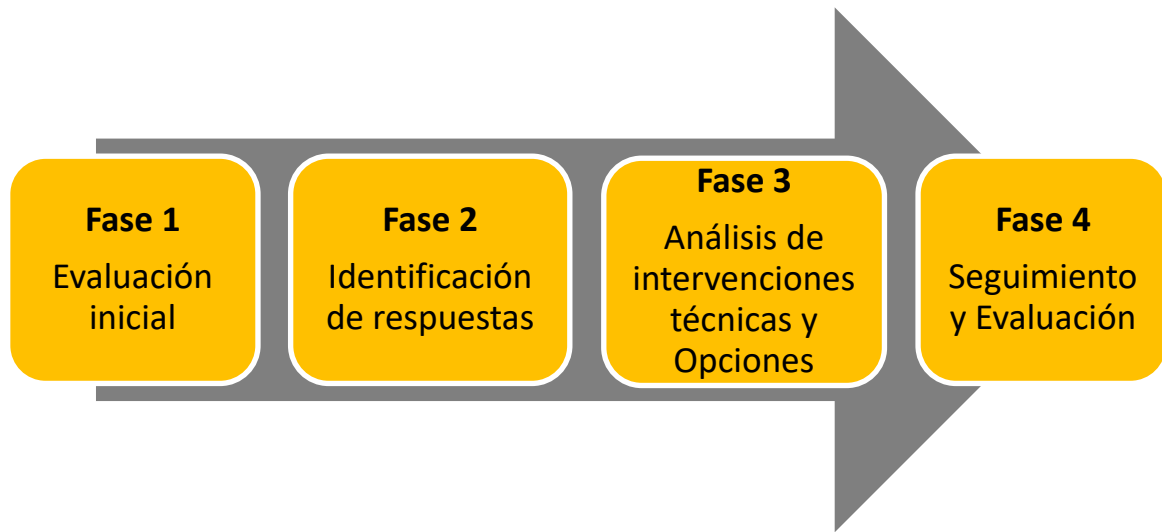 Fase 1
Evaluación
inicial
Fase 2
Identificación
de respuestas
Fase 3
Análisis de
intervenciones
técnicas y
Opciones
Fase 4
Seguimiento
y Evaluación